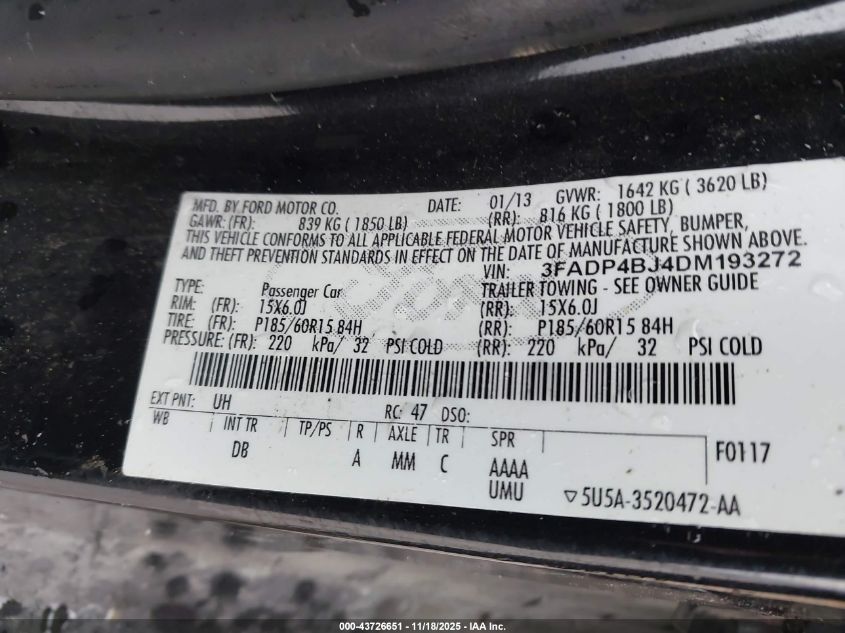 MFD. BY FORD MOTOR CO. DATE: 01/13 GVWR: 1642 KG ( 3620 LB)
GAWR: (FR): 839 KG ( 1850 LB) (RR): 816 KG ( 1800 LB)
THIS VEHICLE CONFORMS TO ALL APPLICABLE FEDERAL MOTOR VEHICLE SAFETY, BUMPER,
AND THEFT PREVENTION STANDARDS IN EFFECT ON THE DATE OF MANUFACTURE SHOWN ABOVE.
VIN: 3FADP4BJ4DM193272
TYPE: Passenger Car TRAILER TOWING - SEE OWNER GUIDE
RIM: (FR): 15X6.0J (RR): 15X6.0J
TIRE: (FR): P185/60R15 84H (RR): P185/60R15 84H
PRESSURE: (FR): 220 kPa/ 32 PSI COLD (RR): 220 kPa/ 32 PSI COLD
EXT PNT: UH RC: 47 DSO:
WB INT TR TP/PS R AXLE TR SPR F0117
DB A MM C AAAA
UMU ▽5U5A-3520472-AA
000-43726651 | 11/18/2025 - IAA Inc.